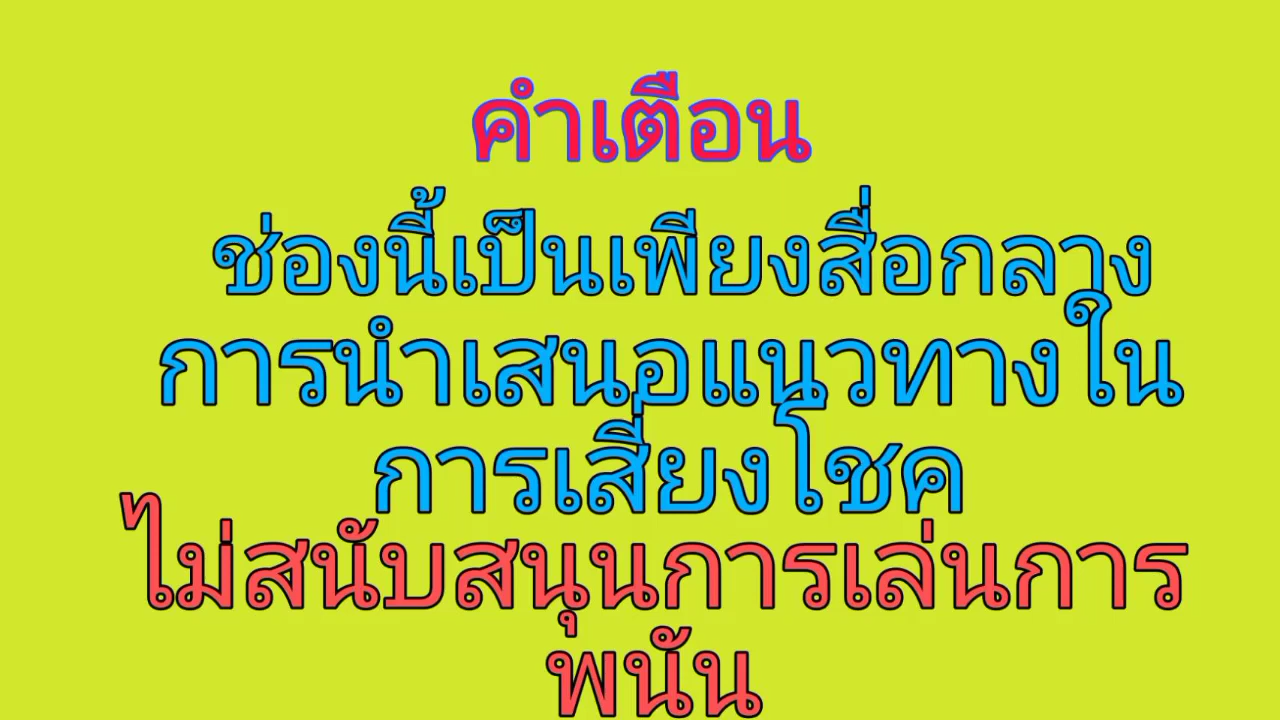 คำเตือน
ช่องนี้เป็นเพียงสื่อกลาง
การนำเสนอแนวทางใน
การเสี่ยงโชค
ไม่สนับสนุนการเล่นการ
พนัน